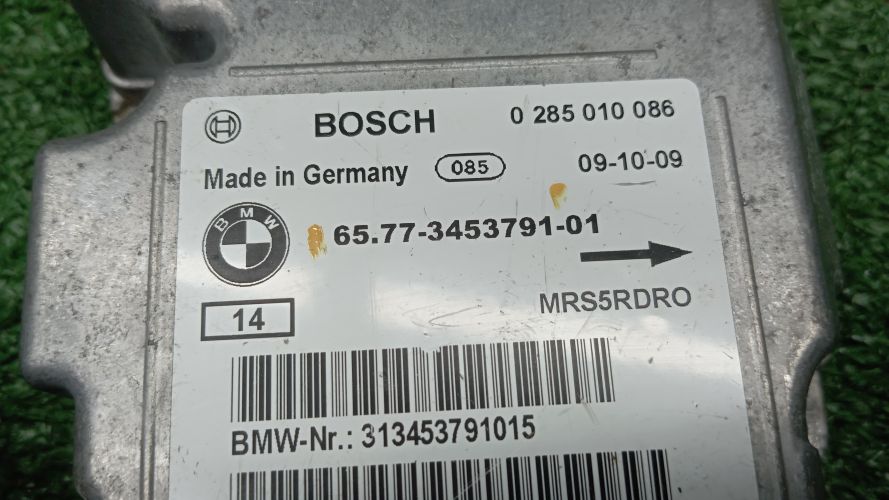 BOSCH 0 285 010 086
Made in Germany 085 09-10-09
BMW 65.77-3453791-01
MRS5RDRO
14
BMW-Nr.: 313453791015